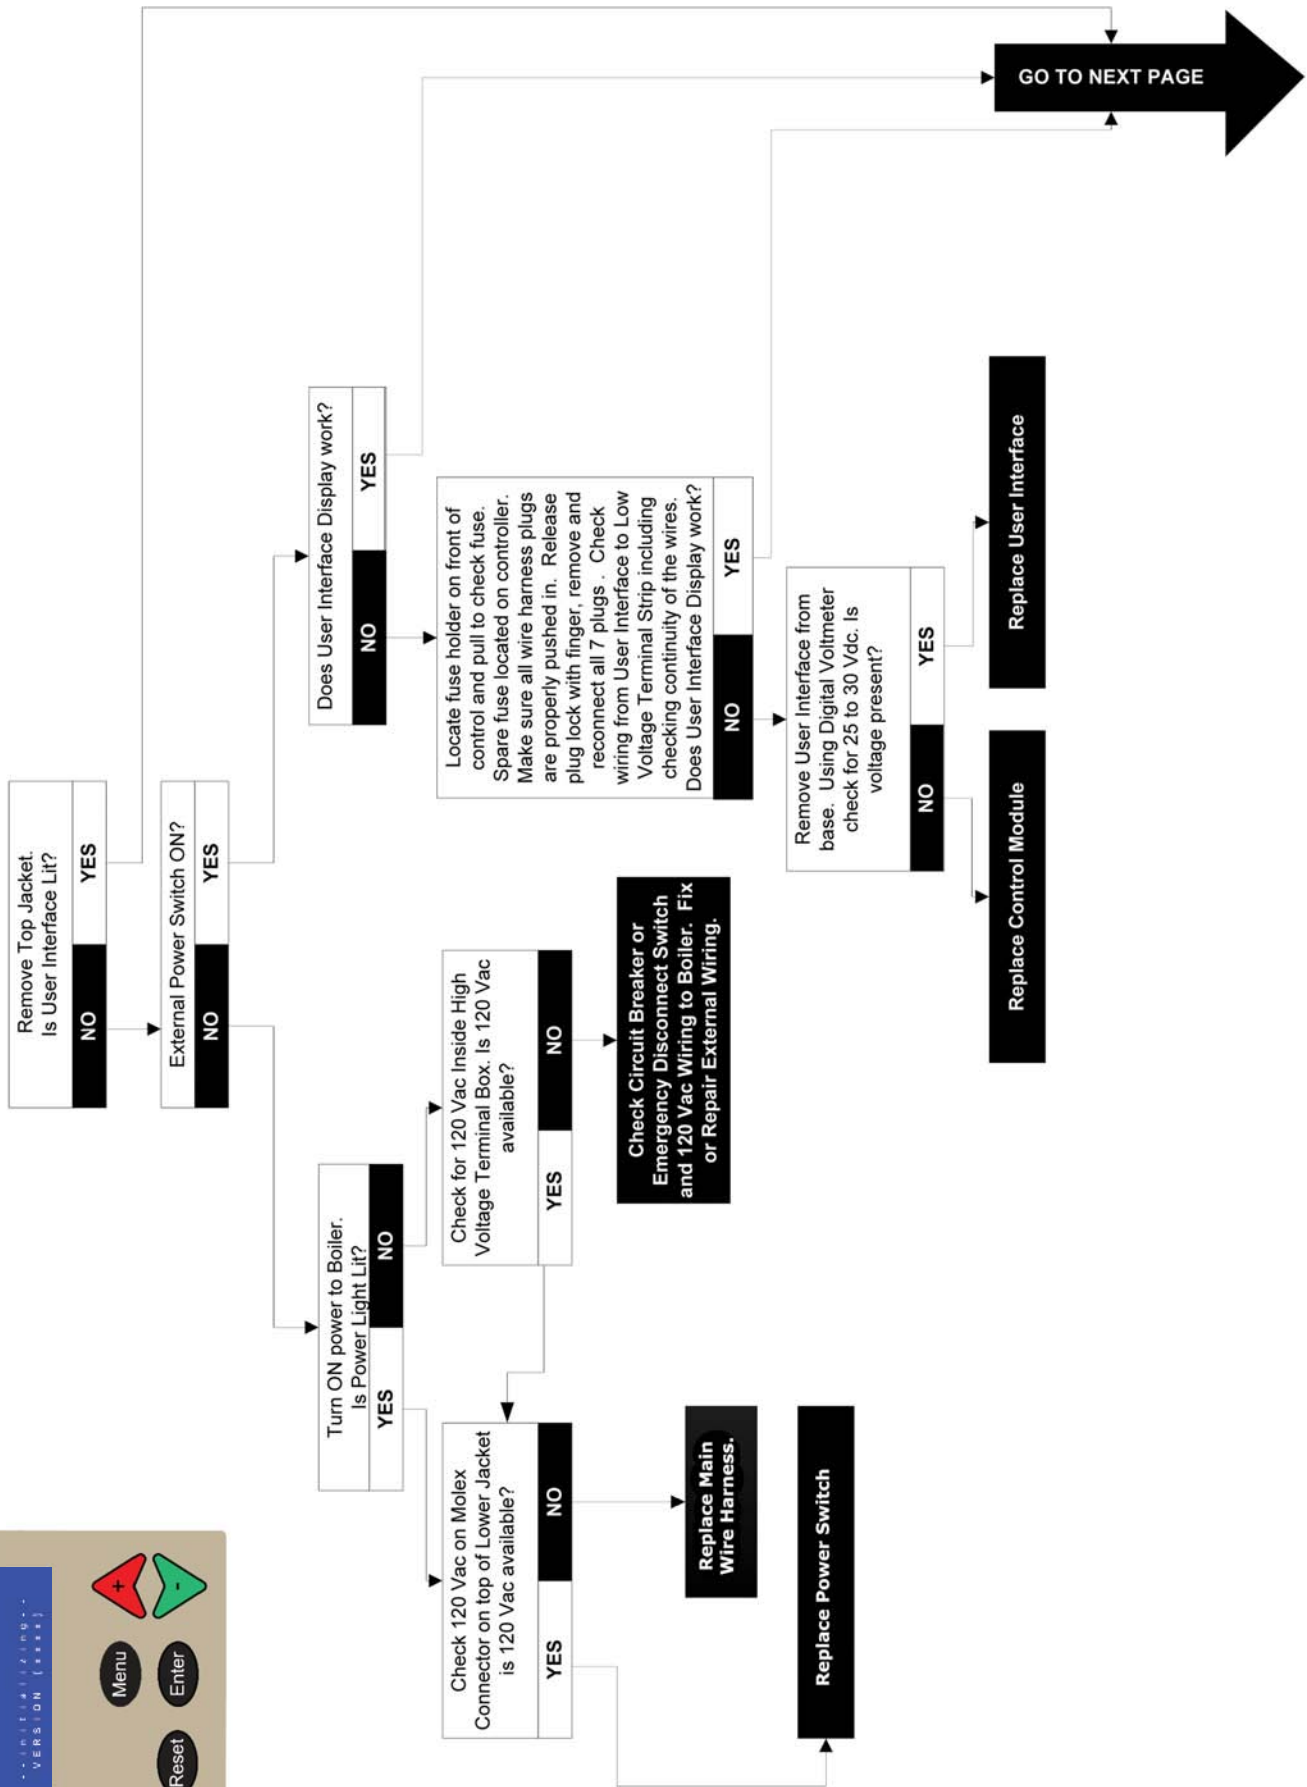 --initializing--
VERSION [xxxx]
Menu
+
Reset
Enter
-
Remove Top Jacket.
Is User Interface Lit?
NO
YES
External Power Switch ON?
NO
YES
Turn ON power to Boiler.
Is Power Light Lit?
YES
NO
Does User Interface Display work?
NO
YES
Check 120 Vac on Molex
Connector on top of Lower Jacket
is 120 Vac available?
YES
NO
Check for 120 Vac Inside High
Voltage Terminal Box. Is 120 Vac
available?
YES
NO
Locate fuse holder on front of
control and pull to check fuse.
Spare fuse located on controller.
Make sure all wire harness plugs
are properly pushed in. Release
plug lock with finger, remove and
reconnect all 7 plugs . Check
wiring from User Interface to Low
Voltage Terminal Strip including
checking continuity of the wires.
Does User Interface Display work?
NO
YES
Check Circuit Breaker or
Emergency Disconnect Switch
and 120 Vac Wiring to Boiler. Fix
or Repair External Wiring.
Replace Main
Wire Harness.
Replace Power Switch
Remove User Interface from
base. Using Digital Voltmeter
check for 25 to 30 Vdc. Is
voltage present?
NO
YES
Replace Control Module
Replace User Interface
GO TO NEXT PAGE